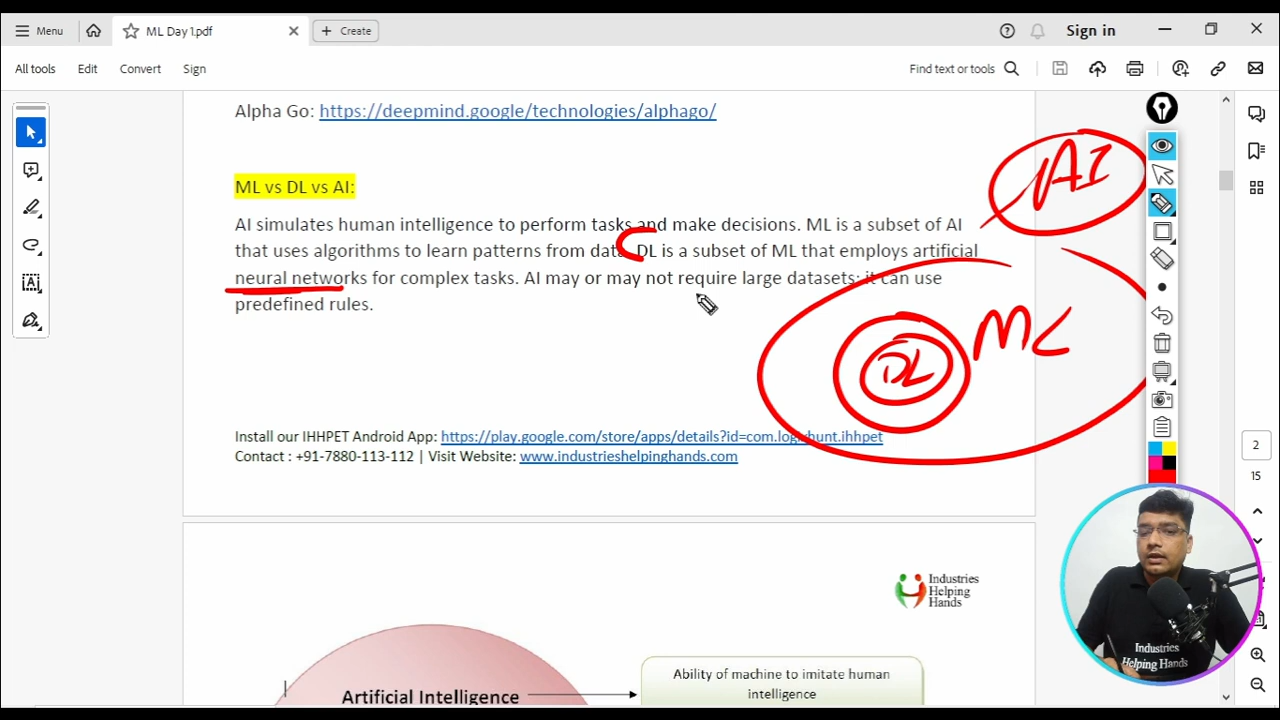 Menu
ML Day 1.pdf
Create
Sign in
All tools
Edit
Convert
Sign
Find text or tools
Alpha Go: https://deepmind.google/technologies/alphago/
AI
ML vs DL vs AI:
AI simulates human intelligence to perform tasks and make decisions. ML is a subset of AI
that uses algorithms to learn patterns from data. DL is a subset of ML that employs artificial
neural networks for complex tasks. AI may or may not require large datasets; it can use
predefined rules.
ML
DL
Install our IHHPET Android App: https://play.google.com/store/apps/details?id=com.logichunt.ihhpet
Contact : +91-7880-113-112 | Visit Website: www.industrieshelpinghands.com
2
15
Industries
Helping
Hands
Ability of machine to imitate human
intelligence
Artificial Intelligence
Industries
Helping Hands